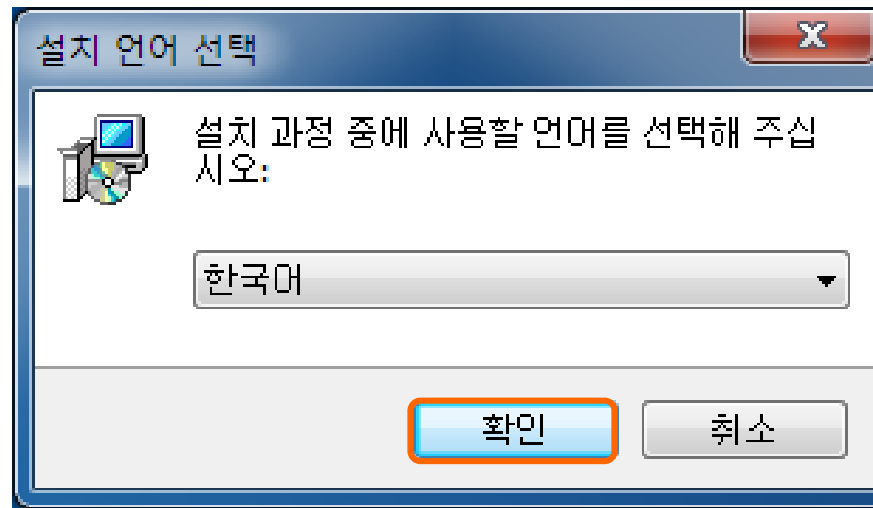 설치 언어 선택
설치 과정 중에 사용할 언어를 선택해 주십
시오:
한국어
확인
취소